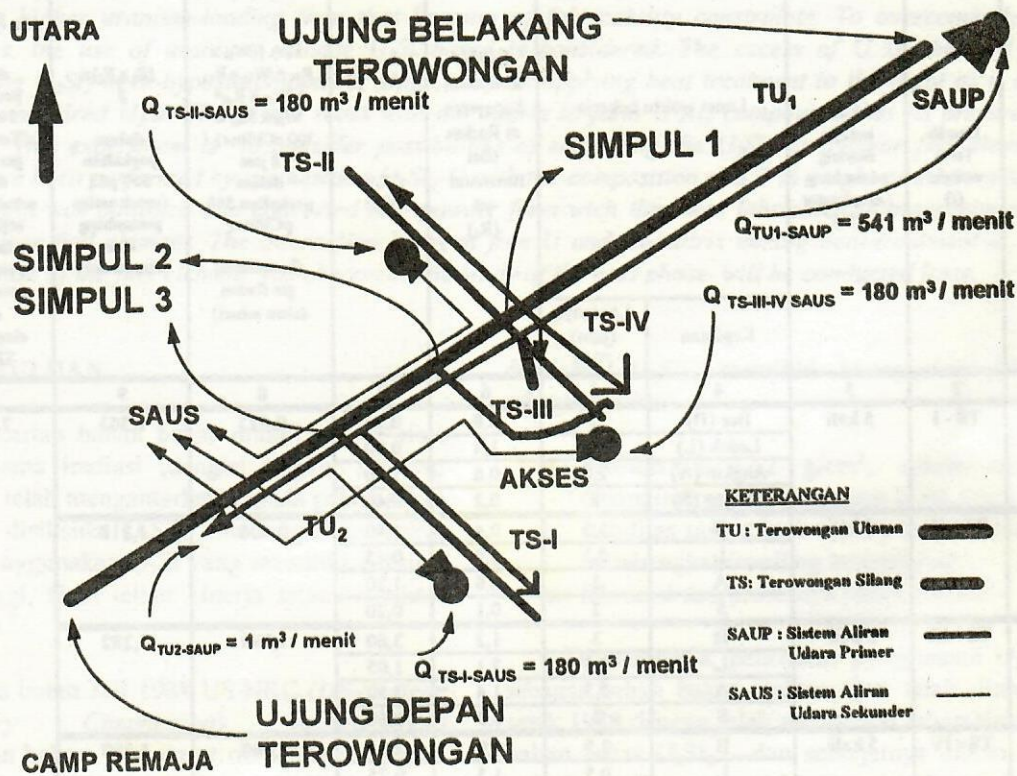 UTARA
UJUNG BELAKANG
TEROWONGAN
Q TS-II-SAUS = 180 m³ / menit
TU1
SAUP
TS-II
SIMPUL 1
QTU1-SAUP = 541 m³ / menit
SIMPUL 2
SIMPUL 3
Q TS-III-IV SAUS = 180 m³ / menit
TS-IV
TS-III
SAUS
AKSES
TU2
TS-I
KETERANGAN
TU : Terowongan Utama
TS: Terowongan Silang
SAUP : Sistem Aliran
Udara Primer
SAUS : Sistem Aliran
Udara Sekunder
QTU2-SAUP = 1 m³ / menit
Q TS-I-SAUS = 180 m³ / menit
UJUNG DEPAN
TEROWONGAN
CAMP REMAJA